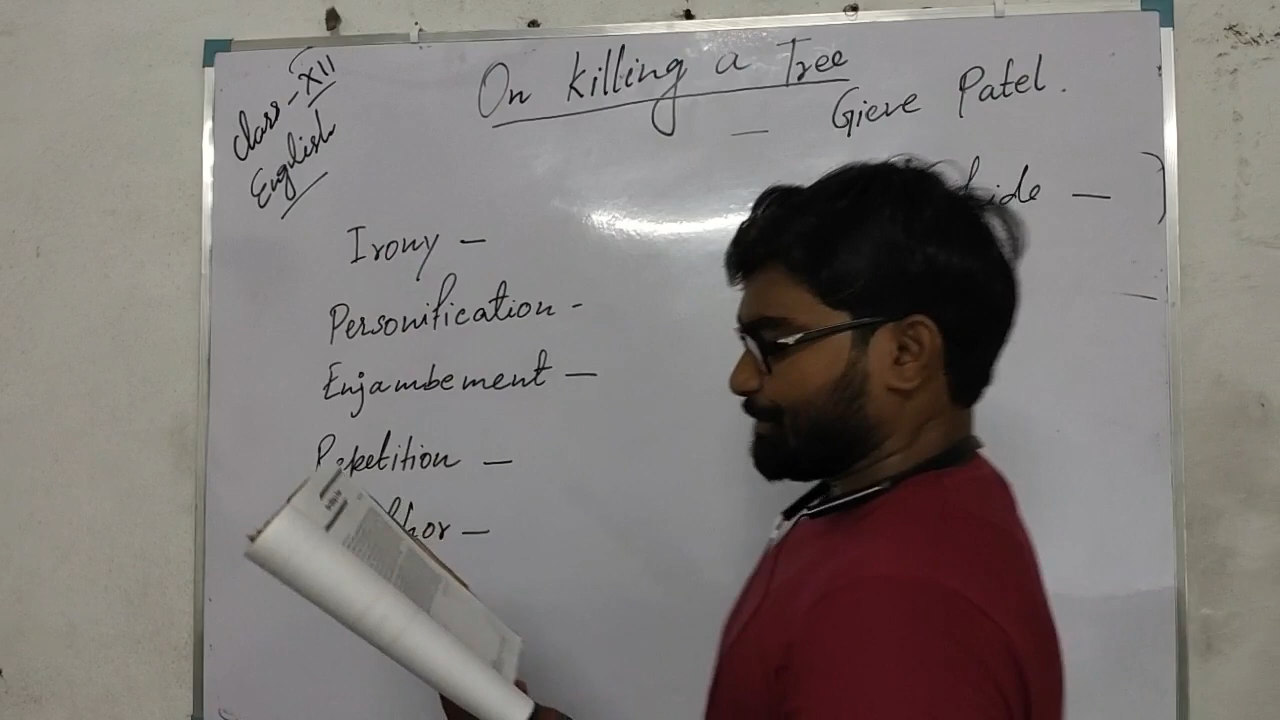 Class-XII
English
On Killing a Tree
— Gieve Patel.
Irony —
Personification -
Enjambement —
Repetition —